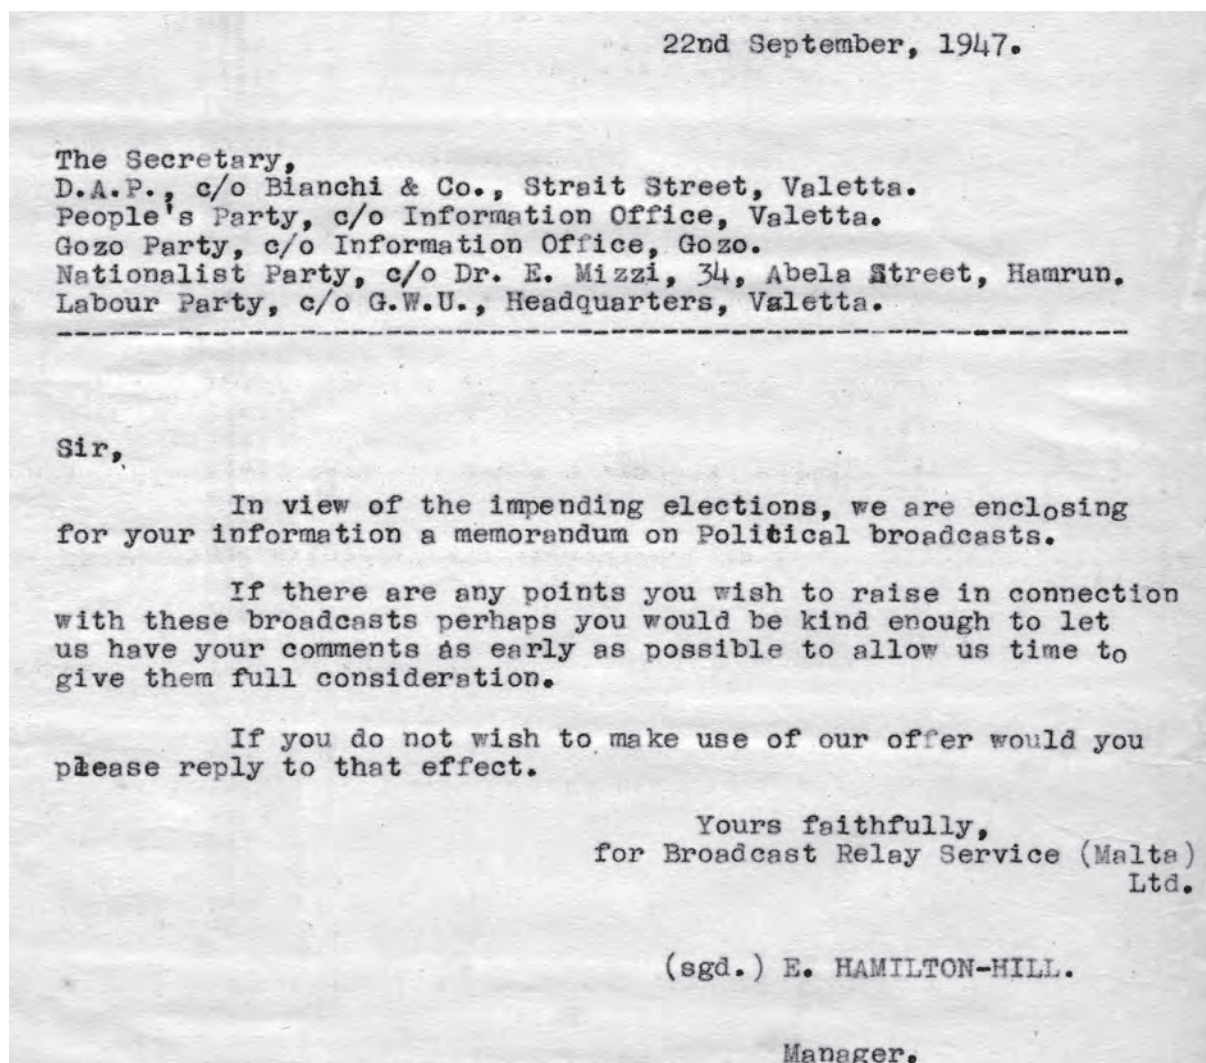 22nd September, 1947.
The Secretary,
D.A.P., c/o Bianchi & Co., Strait Street, Valetta.
People's Party, c/o Information Office, Valetta.
Gozo Party, c/o Information Office, Gozo.
Nationalist Party, c/o Dr. E. Mizzi, 34, Abela Street, Hamrun.
Labour Party, c/o G.W.U., Headquarters, Valetta.
Sir,
In view of the impending elections, we are enclosing
for your information a memorandum on Political broadcasts.
If there are any points you wish to raise in connection
with these broadcasts perhaps you would be kind enough to let
us have your comments as early as possible to allow us time to
give them full consideration.
If you do not wish to make use of our offer would you
please reply to that effect.
Yours faithfully,
for Broadcast Relay Service (Malta)
Ltd.
(sgd.) E. HAMILTON-HILL.
Manager.